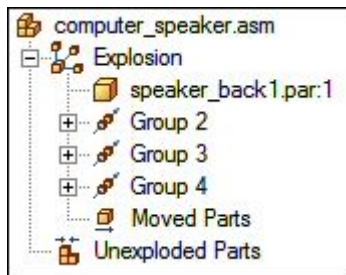 computer_speaker.asm
Explosion
speaker_back1.par:1
Group 2
Group 3
Group 4
Moved Parts
Unexploded Parts